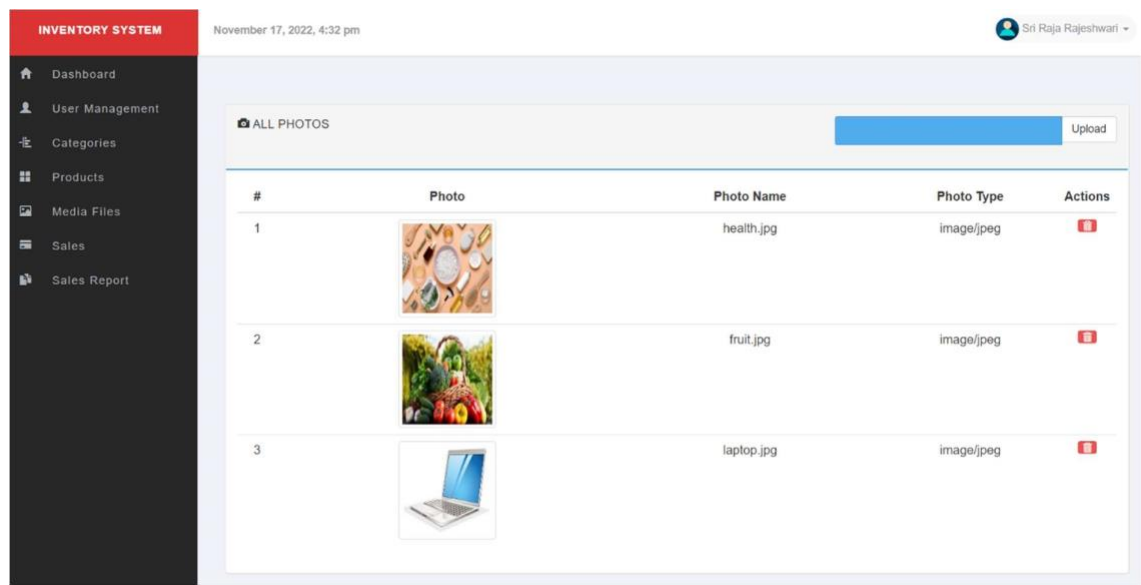 INVENTORY SYSTEM
November 17, 2022, 4:32 pm
Sri Raja Rajeshwari
Dashboard
User Management
Categories
Products
Media Files
Sales
Sales Report
ALL PHOTOS
Upload
# Photo Photo Name Photo Type Actions
1 health.jpg image/jpeg
2 fruit.jpg image/jpeg
3 laptop.jpg image/jpeg